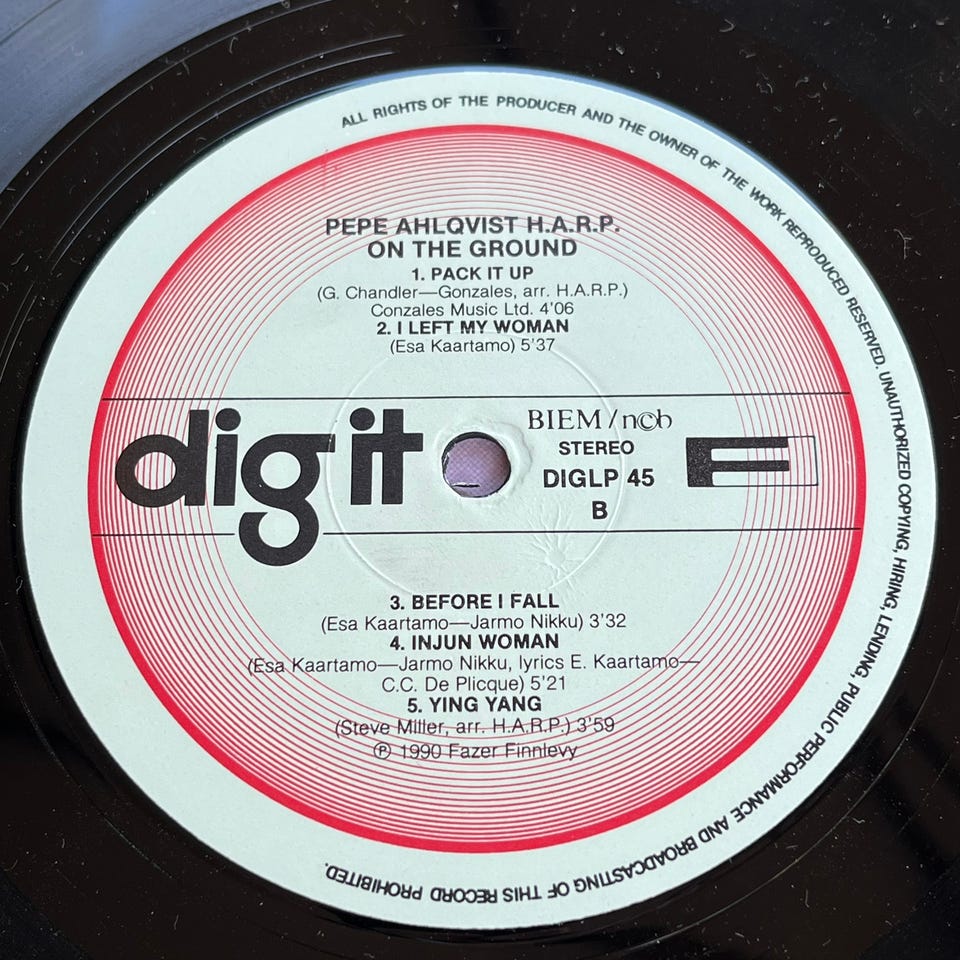 ALL RIGHTS OF THE PRODUCER AND THE OWNER OF THE WORK REPRODUCED RESERVED. UNAUTHORIZED COPYING, HIRING, LENDING, PUBLIC PERFORMANCE AND BROADCASTING OF THIS RECORD PROHIBITED.
PEPE AHLQVIST H.A.R.P.
ON THE GROUND
1. PACK IT UP
(G. Chandler—Gonzales, arr. H.A.R.P.)
Conzales Music Ltd. 4'06
2. I LEFT MY WOMAN
(Esa Kaartamo) 5'37
dig it
BIEM/ncb
STEREO
DIGLP 45
B
F
3. BEFORE I FALL
(Esa Kaartamo—Jarmo Nikku) 3'32
4. INJUN WOMAN
(Esa Kaartamo—Jarmo Nikku, lyrics E. Kaartamo—
C.C. De Plicque) 5'21
5. YING YANG
(Steve Miller, arr. H.A.R.P.) 3'59
℗ 1990 Fazer Finnlevy